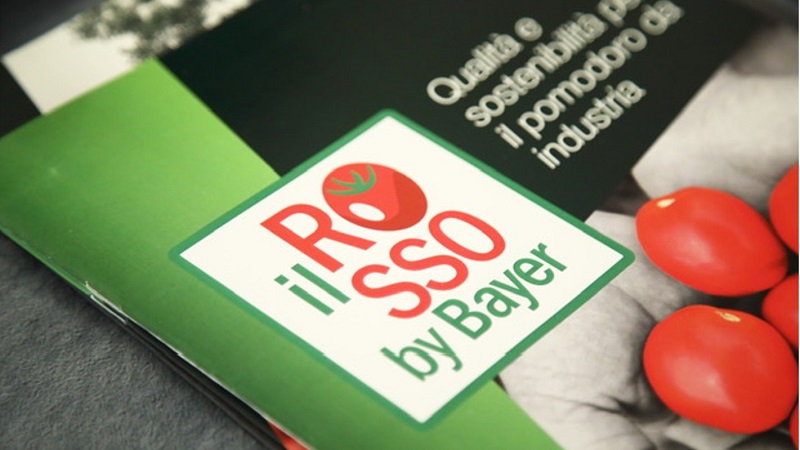 Qualità e
sostenibilità per
il pomodoro da
industria
il ROSSO
by Bayer